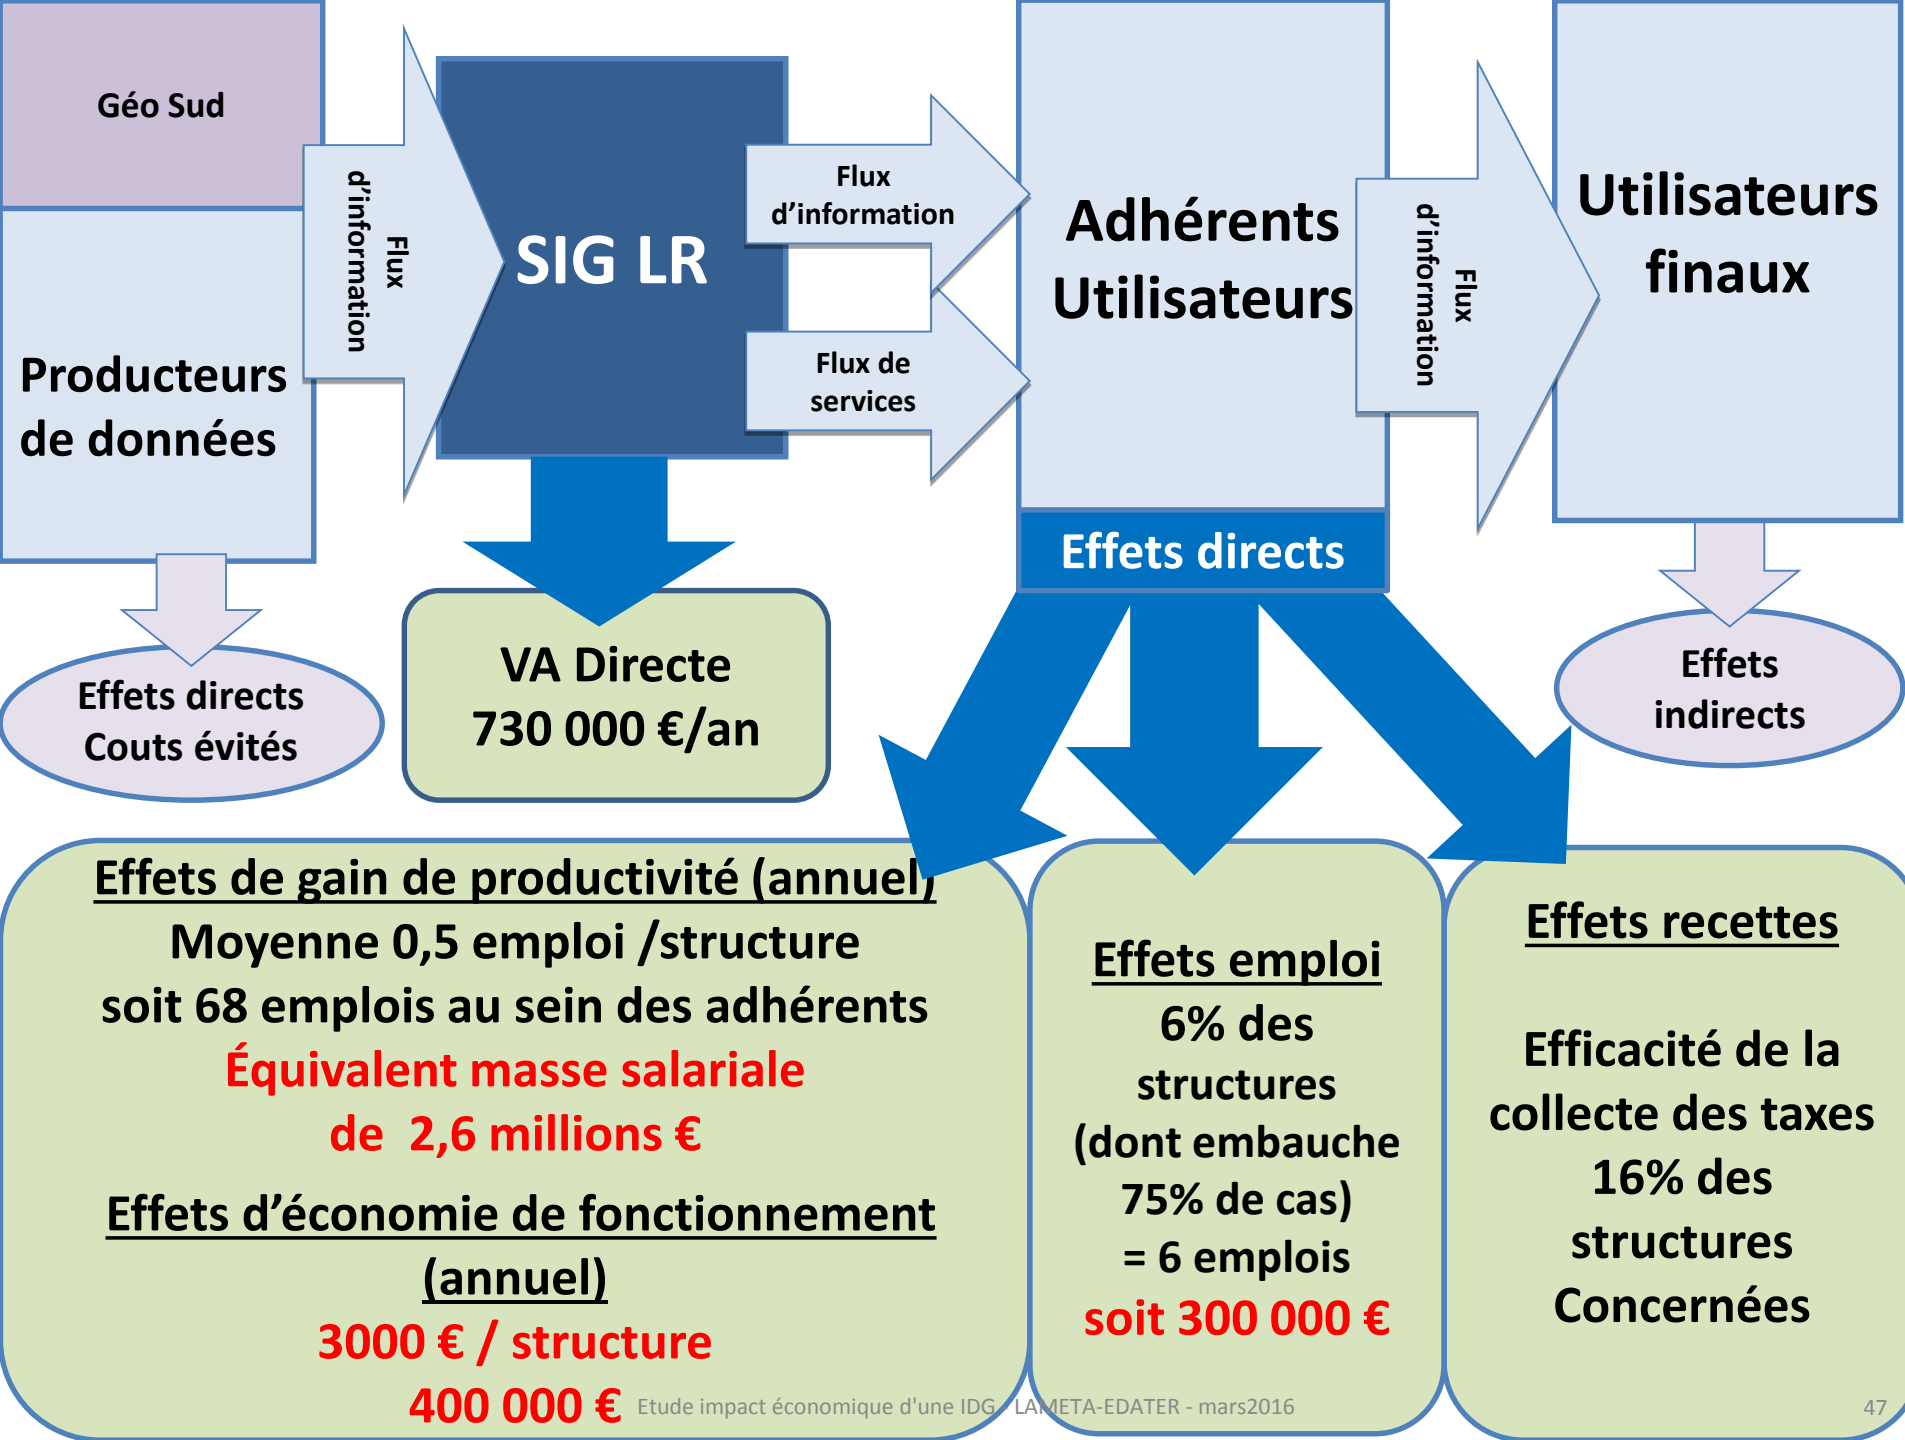 Géo Sud
Producteurs
de données
Flux
d’information
SIG LR
Flux
d’information
Flux de
services
Adhérents
Utilisateurs
Flux
d’information
Utilisateurs
finaux
Effets directs
Effets directs
Couts évités
VA Directe
730 000 €/an
Effets
indirects
Effets de gain de productivité (annuel)
Moyenne 0,5 emploi /structure
soit 68 emplois au sein des adhérents
Équivalent masse salariale
de 2,6 millions €
Effets d’économie de fonctionnement
(annuel)
3000 € / structure
400 000 €
Effets emploi
6% des
structures
(dont embauche
75% de cas)
= 6 emplois
soit 300 000 €
Effets recettes
Efficacité de la
collecte des taxes
16% des
structures
Concernées
Etude impact économique d'une IDG - LAMETA-EDATER - mars2016
47